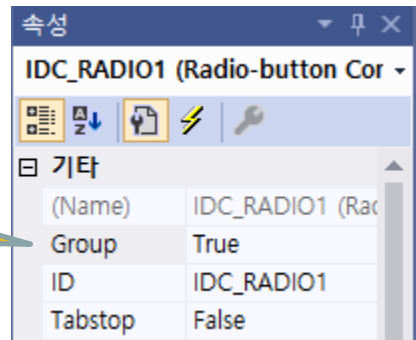 속성
IDC_RADIO1 (Radio-button Cor
기타
(Name) IDC_RADIO1 (Rad
Group True
ID IDC_RADIO1
Tabstop False